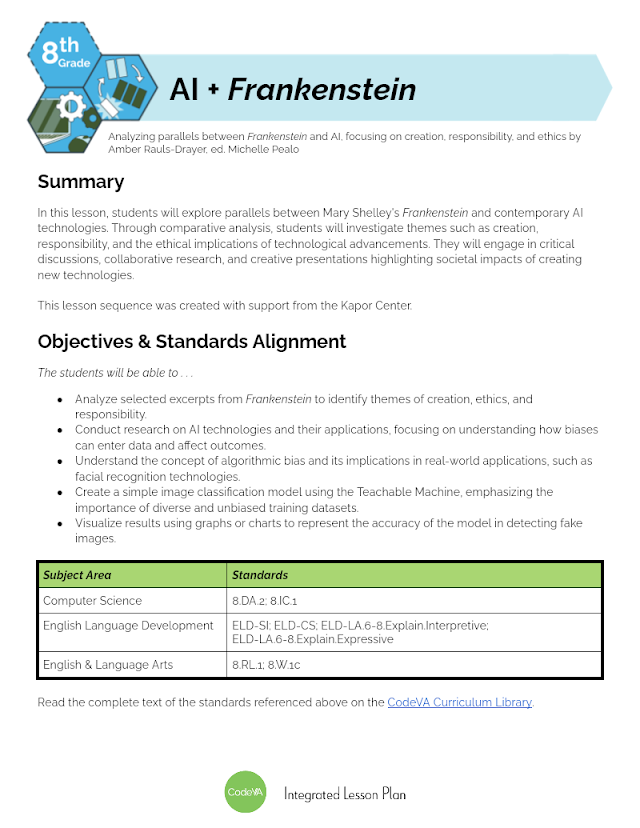 8th
Grade
AI + Frankenstein
Analyzing parallels between Frankenstein and AI, focusing on creation, responsibility, and ethics by
Amber Rauls-Drayer, ed. Michelle Pealo
Summary
In this lesson, students will explore parallels between Mary Shelley's Frankenstein and contemporary AI
technologies. Through comparative analysis, students will investigate themes such as creation,
responsibility, and the ethical implications of technological advancements. They will engage in critical
discussions, collaborative research, and creative presentations highlighting societal impacts of creating
new technologies.
This lesson sequence was created with support from the Kapor Center.
Objectives & Standards Alignment
The students will be able to . . .
● Analyze selected excerpts from Frankenstein to identify themes of creation, ethics, and
responsibility.
● Conduct research on AI technologies and their applications, focusing on understanding how biases
can enter data and affect outcomes.
● Understand the concept of algorithmic bias and its implications in real-world applications, such as
facial recognition technologies.
● Create a simple image classification model using the Teachable Machine, emphasizing the
importance of diverse and unbiased training datasets.
● Visualize results using graphs or charts to represent the accuracy of the model in detecting fake
images.
Subject Area Standards
Computer Science 8.DA.2; 8.IC.1
English Language Development ELD-SI; ELD-CS; ELD-LA.6-8.Explain.Interpretive;
ELD-LA.6-8.Explain.Expressive
English & Language Arts 8.RL.1; 8.W.1c
Read the complete text of the standards referenced above on the CodeVA Curriculum Library.
CodeVA Integrated Lesson Plan